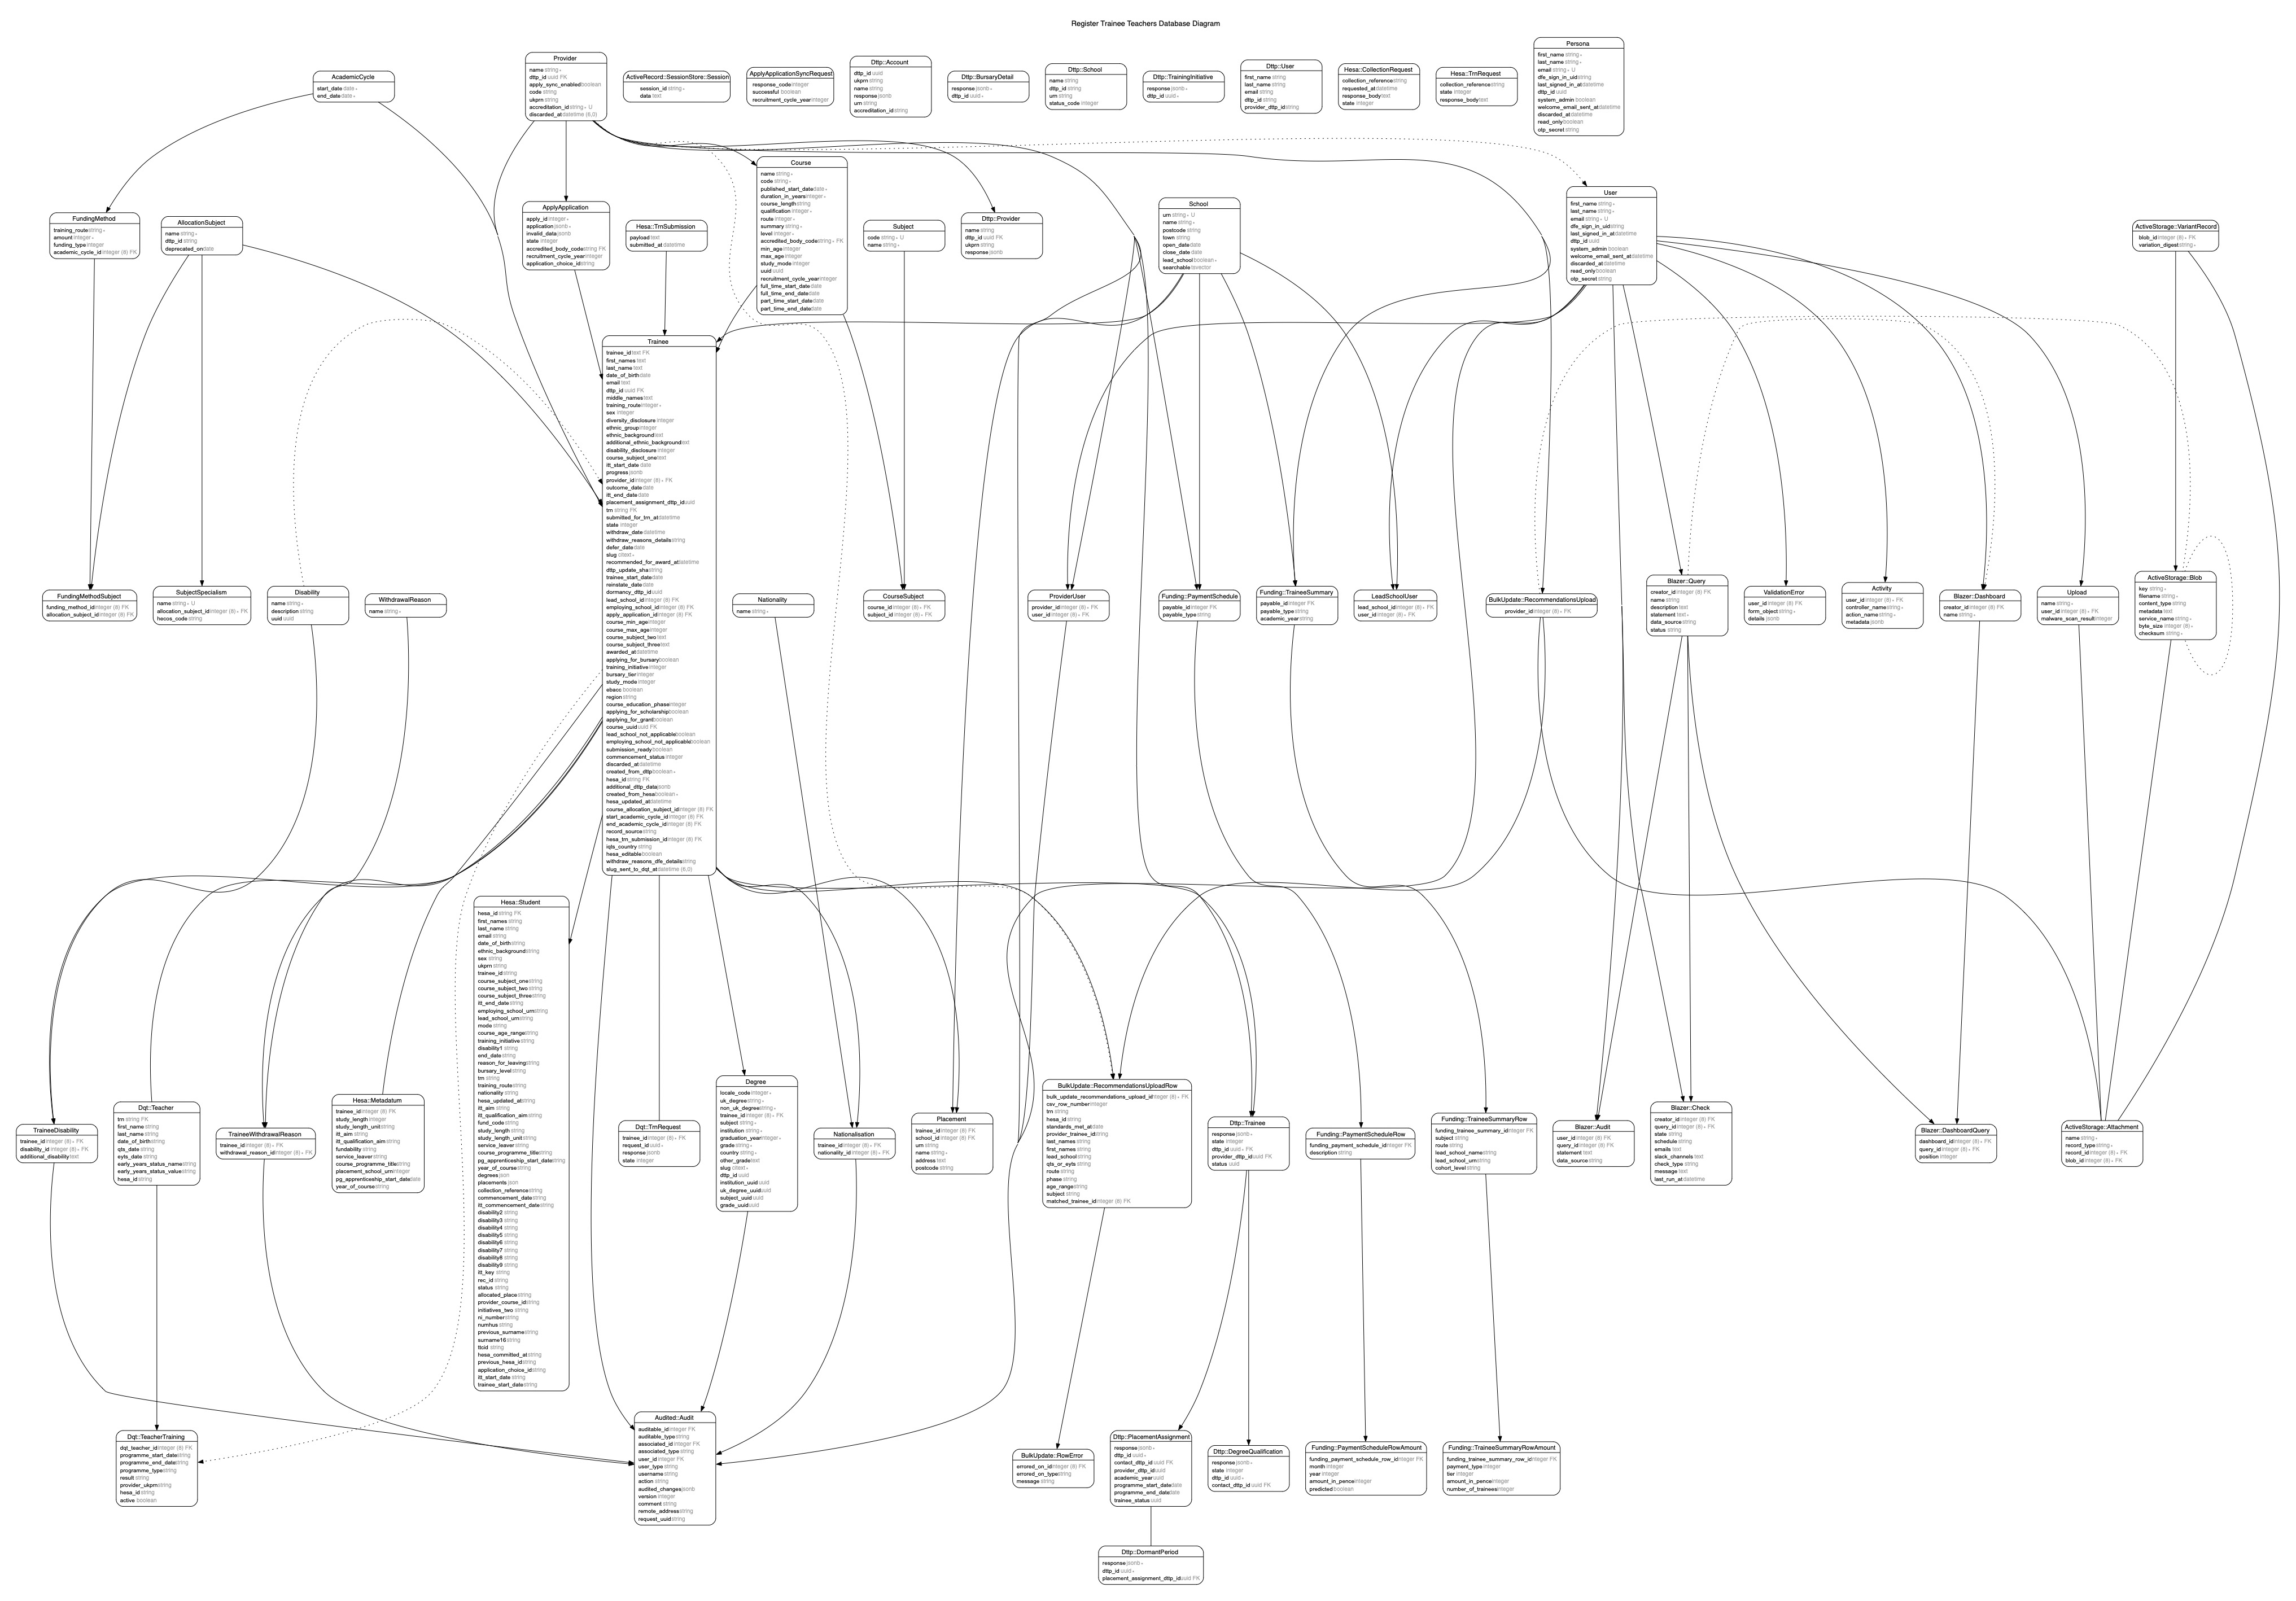 Register Trainee Teachers Database Diagram
Provider
name string ∗
dttp_id uuid FK
apply_sync_enabled boolean
code string
ukprn string
accreditation_id string ∗ U
discarded_at datetime (6,0)
AcademicCycle
start_date date ∗
end_date date ∗
ActiveRecord::SessionStore::Session
session_id string ∗
data text
ApplyApplicationSyncRequest
response_code integer
successful boolean
recruitment_cycle_year integer
Dttp::Account
dttp_id uuid
ukprn string
name string
response jsonb
urn string
accreditation_id string
Dttp::BursaryDetail
response jsonb ∗
dttp_id uuid ∗
Dttp::School
name string
dttp_id string
urn string
status_code integer
Dttp::TrainingInitiative
response jsonb ∗
dttp_id uuid ∗
Dttp::User
first_name string
last_name string
email string
dttp_id string
provider_dttp_id string
Hesa::CollectionRequest
collection_reference string
requested_at datetime
response_body text
state integer
Hesa::TrnRequest
collection_reference string
state integer
response_body text
Persona
first_name string ∗
last_name string ∗
email string ∗ U
dfe_sign_in_uid string
last_signed_in_at datetime
dttp_id uuid
system_admin boolean
welcome_email_sent_at datetime
discarded_at datetime
read_only boolean
otp_secret string
Course
name string ∗
code string ∗
published_start_date date ∗
duration_in_years integer ∗
course_length string
qualification integer ∗
route integer ∗
summary string ∗
level integer ∗
accredited_body_code string ∗ FK
min_age integer
max_age integer
study_mode integer
uuid uuid
recruitment_cycle_year integer
full_time_start_date date
full_time_end_date date
part_time_start_date date
part_time_end_date date
FundingMethod
training_route string ∗
amount integer ∗
funding_type integer
academic_cycle_id integer (8) FK
AllocationSubject
name string ∗
dttp_id string
deprecated_on date
ApplyApplication
apply_id integer ∗
application jsonb ∗
invalid_data jsonb
state integer
accredited_body_code string FK
recruitment_cycle_year integer
application_choice_id string
Hesa::TrnSubmission
payload text
submitted_at datetime
Subject
code string ∗ U
name string ∗
Dttp::Provider
name string
dttp_id uuid FK
ukprn string
response jsonb
School
urn string ∗ U
name string ∗
postcode string
town string
open_date date
close_date date
lead_school boolean ∗
searchable tsvector
User
first_name string ∗
last_name string ∗
email string ∗ U
dfe_sign_in_uid string
last_signed_in_at datetime
dttp_id uuid
system_admin boolean
welcome_email_sent_at datetime
discarded_at datetime
read_only boolean
otp_secret string
ActiveStorage::VariantRecord
blob_id integer (8) ∗ FK
variation_digest string ∗
Trainee
trainee_id text FK
first_names text
last_name text
date_of_birth date
email text
dttp_id uuid FK
middle_names text
training_route integer ∗
sex integer
diversity_disclosure integer
ethnic_group integer
ethnic_background text
additional_ethnic_background text
disability_disclosure integer
course_subject_one text
itt_start_date date
progress jsonb
provider_id integer (8) ∗ FK
outcome_date date
itt_end_date date
placement_assignment_dttp_id uuid
trn string FK
submitted_for_trn_at datetime
state integer
withdraw_date datetime
withdraw_reasons_details string
defer_date date
slug citext ∗
recommended_for_award_at datetime
dttp_update_sha string
trainee_start_date date
reinstate_date date
dormancy_dttp_id uuid
lead_school_id integer (8) FK
employing_school_id integer (8) FK
apply_application_id integer (8) FK
course_min_age integer
course_max_age integer
course_subject_two text
course_subject_three text
awarded_at datetime
applying_for_bursary boolean
training_initiative integer
bursary_tier integer
study_mode integer
ebacc boolean
region string
course_education_phase integer
applying_for_scholarship boolean
applying_for_grant boolean
course_uuid uuid FK
lead_school_not_applicable boolean
employing_school_not_applicable boolean
submission_ready boolean
commencement_status integer
discarded_at datetime
created_from_dttp boolean ∗
hesa_id string FK
additional_dttp_data jsonb
created_from_hesa boolean ∗
hesa_updated_at datetime
course_allocation_subject_id integer (8) FK
start_academic_cycle_id integer (8) FK
end_academic_cycle_id integer (8) FK
record_source string
hesa_trn_submission_id integer (8) FK
iqts_country string
hesa_editable boolean
withdraw_reasons_dfe_details string
slug_sent_to_dqt_at datetime (6,0)
FundingMethodSubject
funding_method_id integer (8) FK
allocation_subject_id integer (8) FK
SubjectSpecialism
name string ∗ U
allocation_subject_id integer (8) ∗ FK
hecos_code string
Disability
name string ∗
description string
uuid uuid
WithdrawalReason
name string ∗
Nationality
name string ∗
CourseSubject
course_id integer (8) ∗ FK
subject_id integer (8) ∗ FK
ProviderUser
provider_id integer (8) ∗ FK
user_id integer (8) ∗ FK
Funding::PaymentSchedule
payable_id integer FK
payable_type string
Funding::TraineeSummary
payable_id integer FK
payable_type string
academic_year string
LeadSchoolUser
lead_school_id integer (8) ∗ FK
user_id integer (8) ∗ FK
BulkUpdate::RecommendationsUpload
provider_id integer (8) ∗ FK
Blazer::Query
creator_id integer (8) FK
name string
description text
statement text ∗
data_source string
status string
ValidationError
user_id integer (8) FK
form_object string ∗
details jsonb
Activity
user_id integer (8) ∗ FK
controller_name string ∗
action_name string ∗
metadata jsonb
Blazer::Dashboard
creator_id integer (8) FK
name string ∗
Upload
name string ∗
user_id integer (8) ∗ FK
malware_scan_result integer
ActiveStorage::Blob
key string ∗
filename string ∗
content_type string
metadata text
service_name string ∗
byte_size integer (8) ∗
checksum string ∗
Hesa::Student
hesa_id string FK
first_names string
last_name string
email string
date_of_birth string
ethnic_background string
sex string
ukprn string
trainee_id string
course_subject_one string
course_subject_two string
course_subject_three string
itt_end_date string
employing_school_urn string
lead_school_urn string
mode string
course_age_range string
training_initiative string
disability1 string
end_date string
reason_for_leaving string
bursary_level string
trn string
training_route string
nationality string
hesa_updated_at string
itt_aim string
itt_qualification_aim string
fund_code string
study_length string
study_length_unit string
course_programme_title string
pg_apprenticeship_start_date string
service_leaver string
year_of_course string
degrees json
placements json
collection_reference string
commencement_date string
itt_commencement_date string
disability2 string
disability3 string
disability4 string
disability5 string
disability6 string
disability7 string
disability8 string
disability9 string
itt_key string
rec_id string
status string
allocated_place string
provider_course_id string
initiatives_two string
ni_number string
numhus string
previous_surname string
surname16 string
ttcid string
hesa_committed_at string
previous_hesa_id string
application_choice_id string
itt_start_date string
trainee_start_date string
TraineeDisability
trainee_id integer (8) ∗ FK
disability_id integer (8) ∗ FK
additional_disability text
Dqt::Teacher
trn string FK
first_name string
last_name string
date_of_birth string
qts_date string
eyts_date string
early_years_status_name string
early_years_status_value string
hesa_id string
TraineeWithdrawalReason
trainee_id integer (8) ∗ FK
withdrawal_reason_id integer (8) ∗ FK
Hesa::Metadatum
trainee_id integer (8) FK
study_length integer
study_length_unit string
itt_aim string
itt_qualification_aim string
fundability string
service_leaver string
course_programme_title string
placement_school_urn integer
pg_apprenticeship_start_date date
year_of_course string
Dqt::TrnRequest
trainee_id integer (8) ∗ FK
request_id uuid ∗
response jsonb
state integer
Degree
locale_code integer ∗
uk_degree string ∗
non_uk_degree string ∗
trainee_id integer (8) ∗ FK
subject string ∗
institution string ∗
graduation_year integer ∗
grade string ∗
country string ∗
other_grade text
slug citext ∗
dttp_id uuid
institution_uuid uuid
uk_degree_uuid uuid
subject_uuid uuid
grade_uuid uuid
Nationalisation
trainee_id integer (8) ∗ FK
nationality_id integer (8) ∗ FK
Placement
trainee_id integer (8) FK
school_id integer (8) FK
urn string
name string ∗
address text
postcode string
BulkUpdate::RecommendationsUploadRow
bulk_update_recommendations_upload_id integer (8) ∗ FK
csv_row_number integer
trn string
hesa_id string
standards_met_at date
provider_trainee_id string
last_names string
first_names string
lead_school string
qts_or_eyts string
route string
phase string
age_range string
subject string
matched_trainee_id integer (8) FK
Dttp::Trainee
response jsonb ∗
state integer
dttp_id uuid ∗ FK
provider_dttp_id uuid FK
status uuid
Funding::PaymentScheduleRow
funding_payment_schedule_id integer FK
description string
Funding::TraineeSummaryRow
funding_trainee_summary_id integer FK
subject string
route string
lead_school_name string
lead_school_urn string
cohort_level string
Blazer::Audit
user_id integer (8) FK
query_id integer (8) FK
statement text
data_source string
Blazer::Check
creator_id integer (8) FK
query_id integer (8) ∗ FK
state string
schedule string
emails text
slack_channels text
check_type string
message text
last_run_at datetime
Blazer::DashboardQuery
dashboard_id integer (8) ∗ FK
query_id integer (8) ∗ FK
position integer
ActiveStorage::Attachment
name string ∗
record_type string ∗
record_id integer (8) ∗ FK
blob_id integer (8) ∗ FK
Dqt::TeacherTraining
dqt_teacher_id integer (8) FK
programme_start_date string
programme_end_date string
programme_type string
result string
provider_ukprn string
hesa_id string
active boolean
Audited::Audit
auditable_id integer FK
auditable_type string
associated_id integer FK
associated_type string
user_id integer FK
user_type string
username string
action string
audited_changes jsonb
version integer
comment string
remote_address string
request_uuid string
BulkUpdate::RowError
errored_on_id integer (8) FK
errored_on_type string
message string
Dttp::PlacementAssignment
response jsonb ∗
dttp_id uuid ∗
contact_dttp_id uuid FK
provider_dttp_id uuid
academic_year uuid
programme_start_date date
programme_end_date date
trainee_status uuid
Dttp::DegreeQualification
response jsonb ∗
state integer
dttp_id uuid ∗
contact_dttp_id uuid FK
Funding::PaymentScheduleRowAmount
funding_payment_schedule_row_id integer FK
month integer
year integer
amount_in_pence integer
predicted boolean
Funding::TraineeSummaryRowAmount
funding_trainee_summary_row_id integer FK
payment_type integer
tier integer
amount_in_pence integer
number_of_trainees integer
Dttp::DormantPeriod
response jsonb ∗
dttp_id uuid ∗
placement_assignment_dttp_id uuid FK